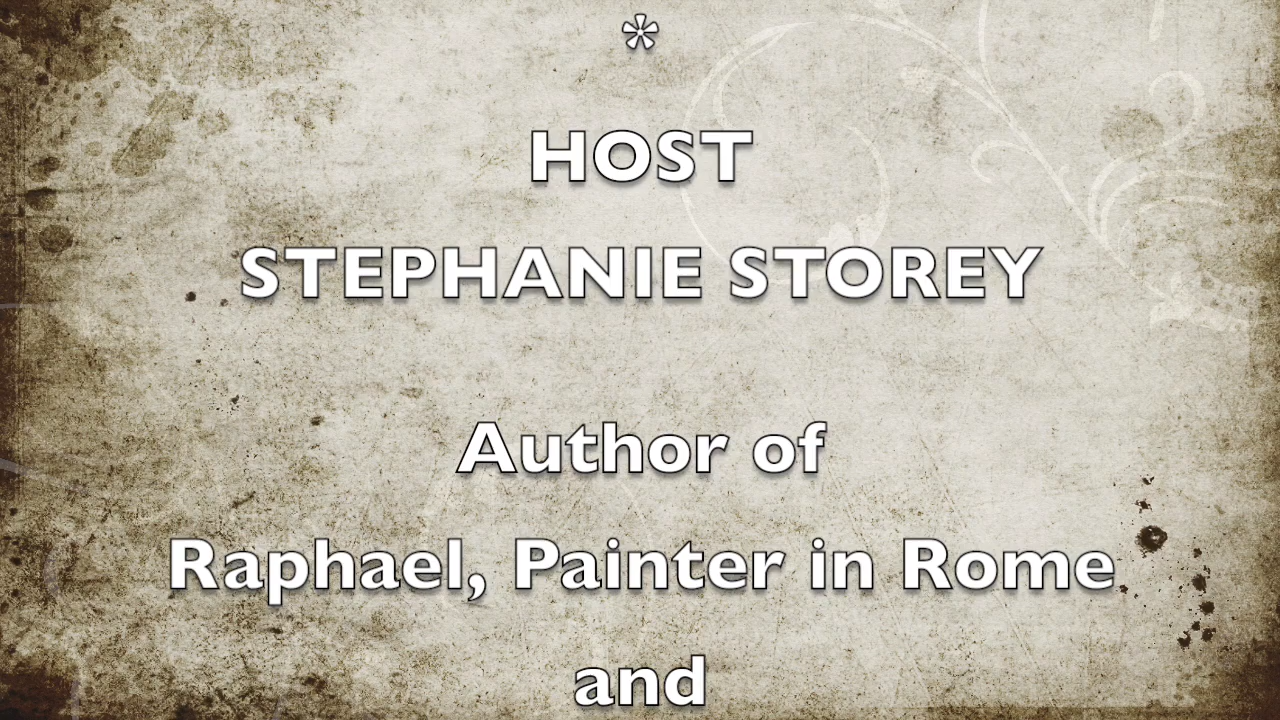 *
HOST
STEPHANIE STOREY
Author of
Raphael, Painter in Rome
and